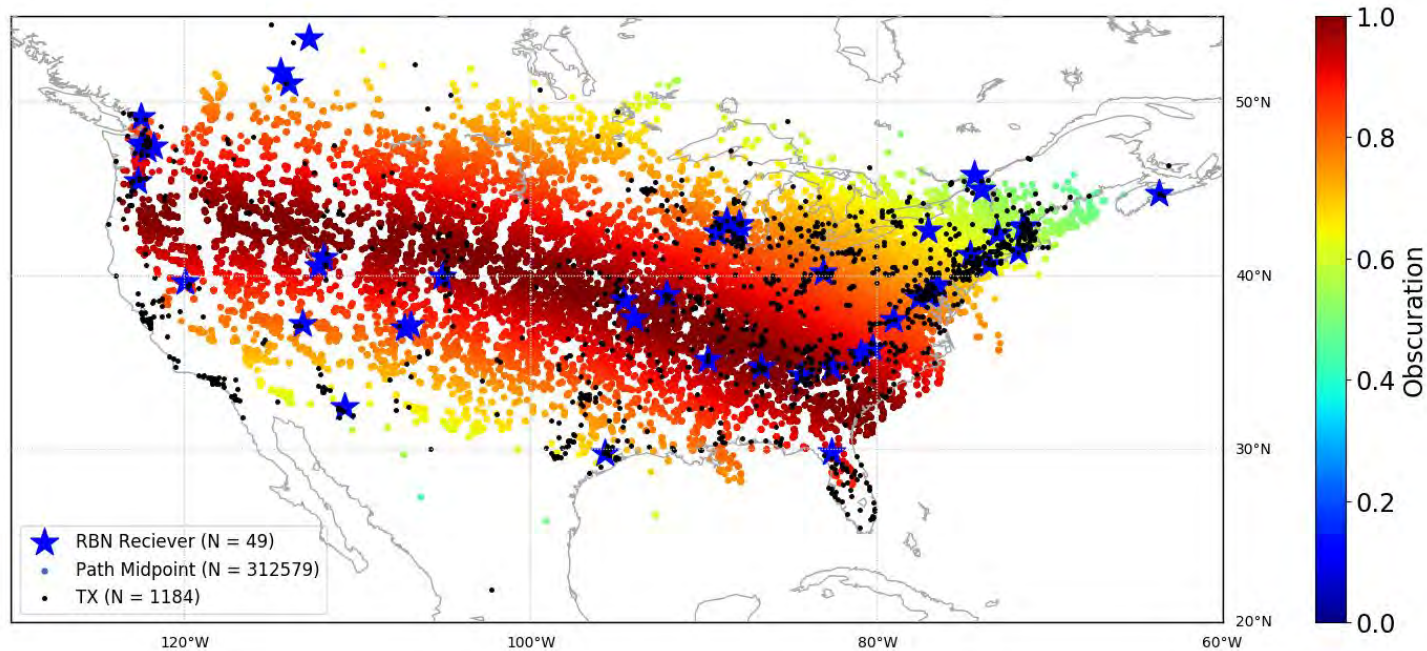 50°N
40°N
30°N
20°N
120°W
100°W
80°W
60°W
RBN Reciever (N = 49)
Path Midpoint (N = 312579)
TX (N = 1184)
1.0
0.8
0.6
0.4
0.2
0.0
Obscuration